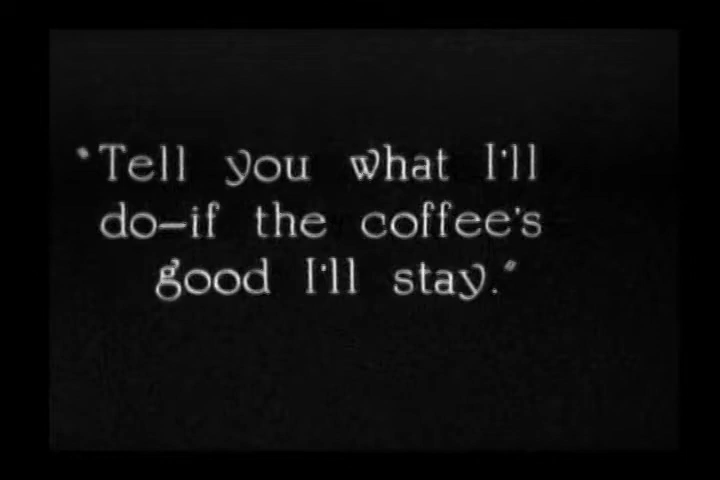 "Tell you what I'll
do—if the coffee's
good I'll stay."